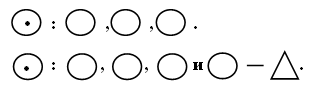 ⊙ : ○ , ○ , ○ .
⊙ : ○ , ○ , ○ и ○ — △ .